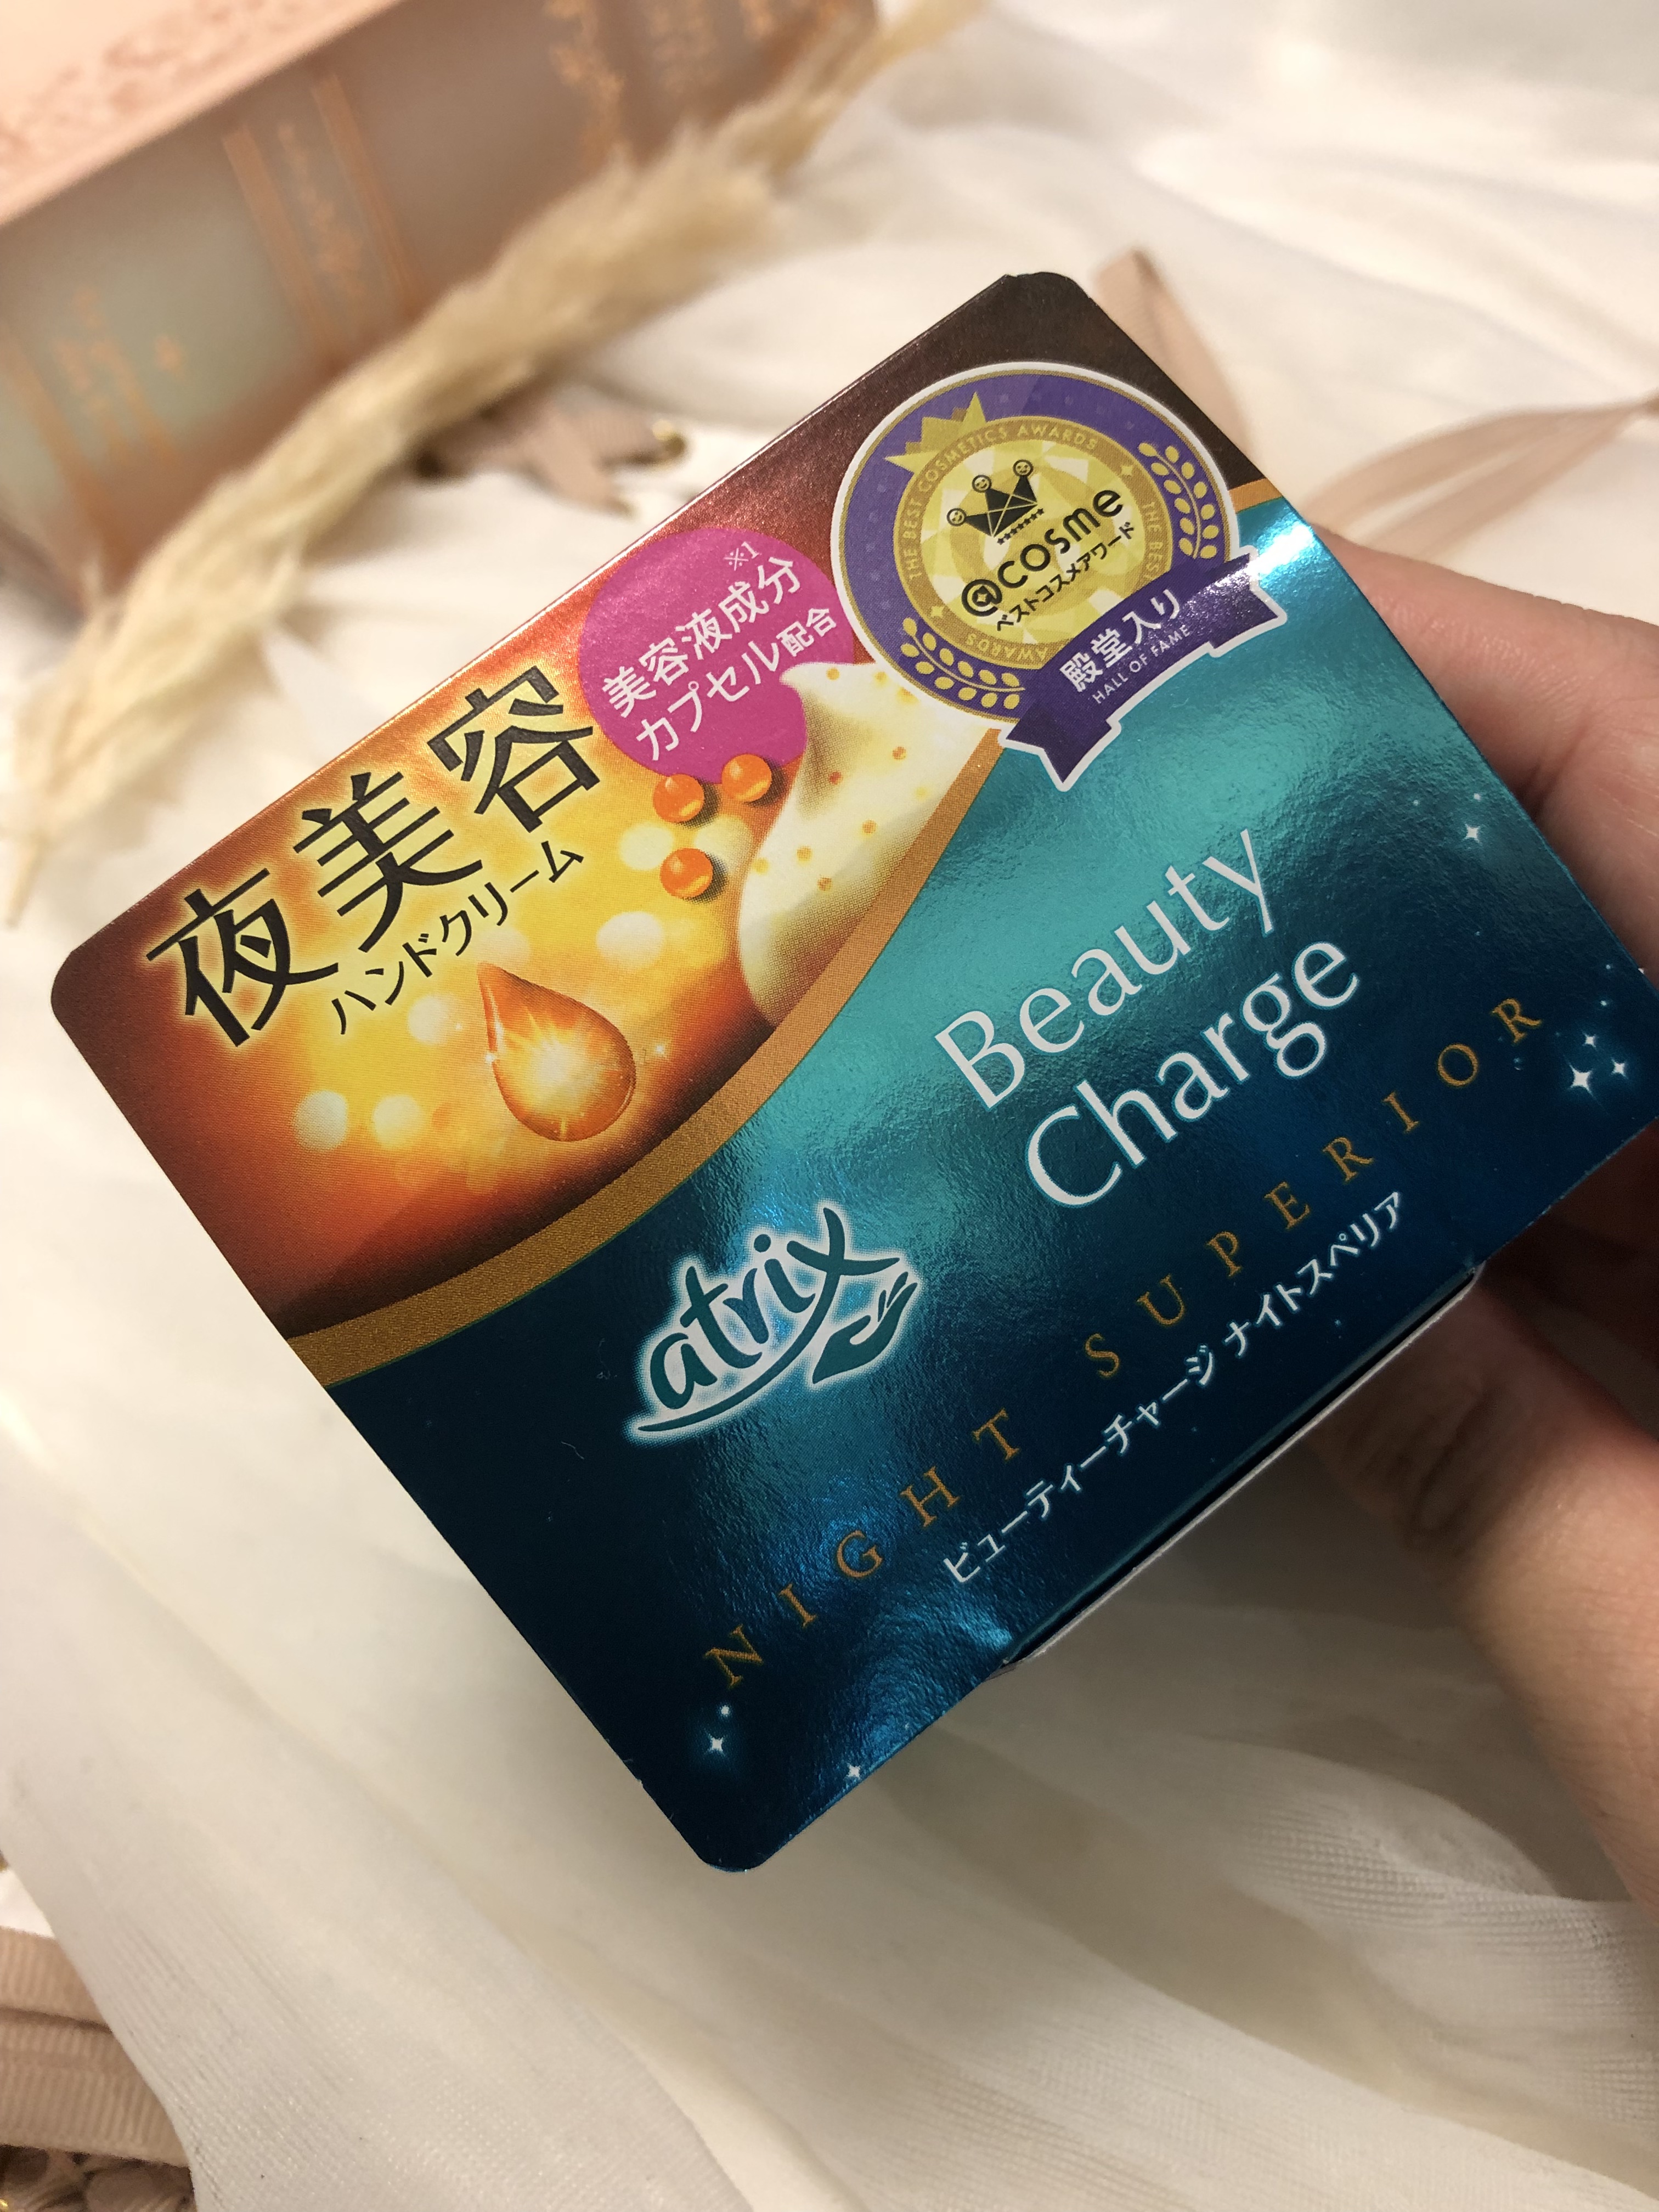 夜美容
ハンドクリーム
※1
美容液成分
カプセル配合
THE BEST COSMETICS AWARDS
THE BEST
AWARDS
@cosme
ベストコスメアワード
殿堂入り
HALL OF FAME
Beauty
Charge
atrix
NIGHT SUPERIOR
ビューティーチャージ ナイトスペリア